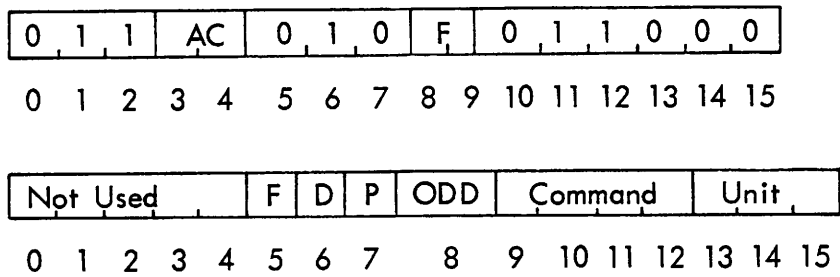 0 1 1 AC 0 1 0 F 0 1 1 0 0 0
0 1 2 3 4 5 6 7 8 9 10 11 12 13 14 15
Not Used F D P ODD Command Unit
0 1 2 3 4 5 6 7 8 9 10 11 12 13 14 15